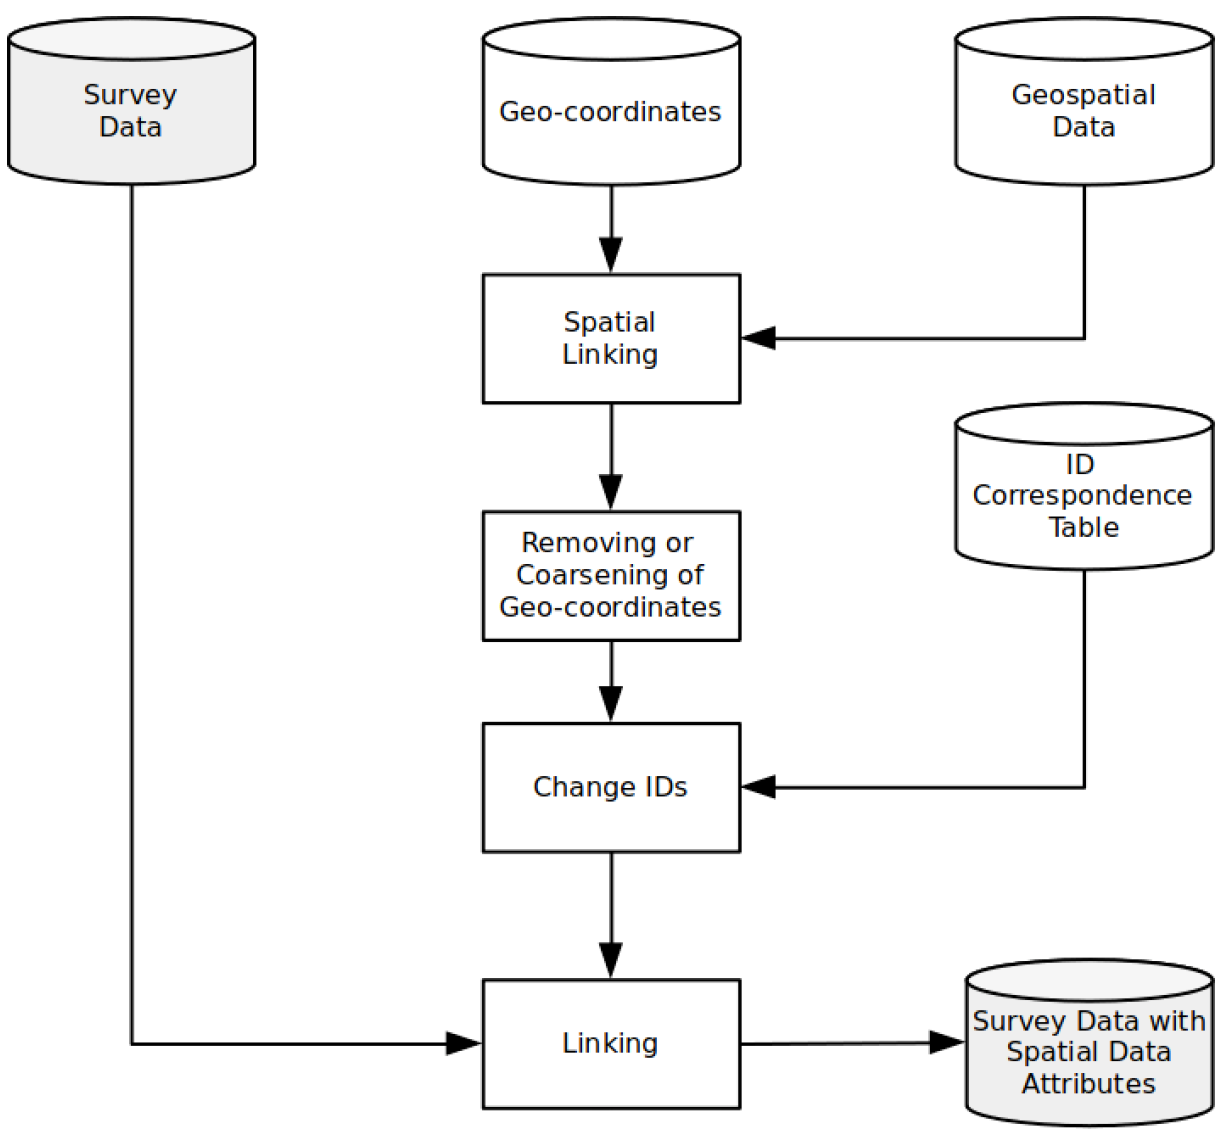 Survey
Data
Geo-coordinates
Geospatial
Data
Spatial
Linking
ID
Correspondence
Table
Removing or
Coarsening of
Geo-coordinates
Change IDs
Linking
Survey Data with
Spatial Data
Attributes